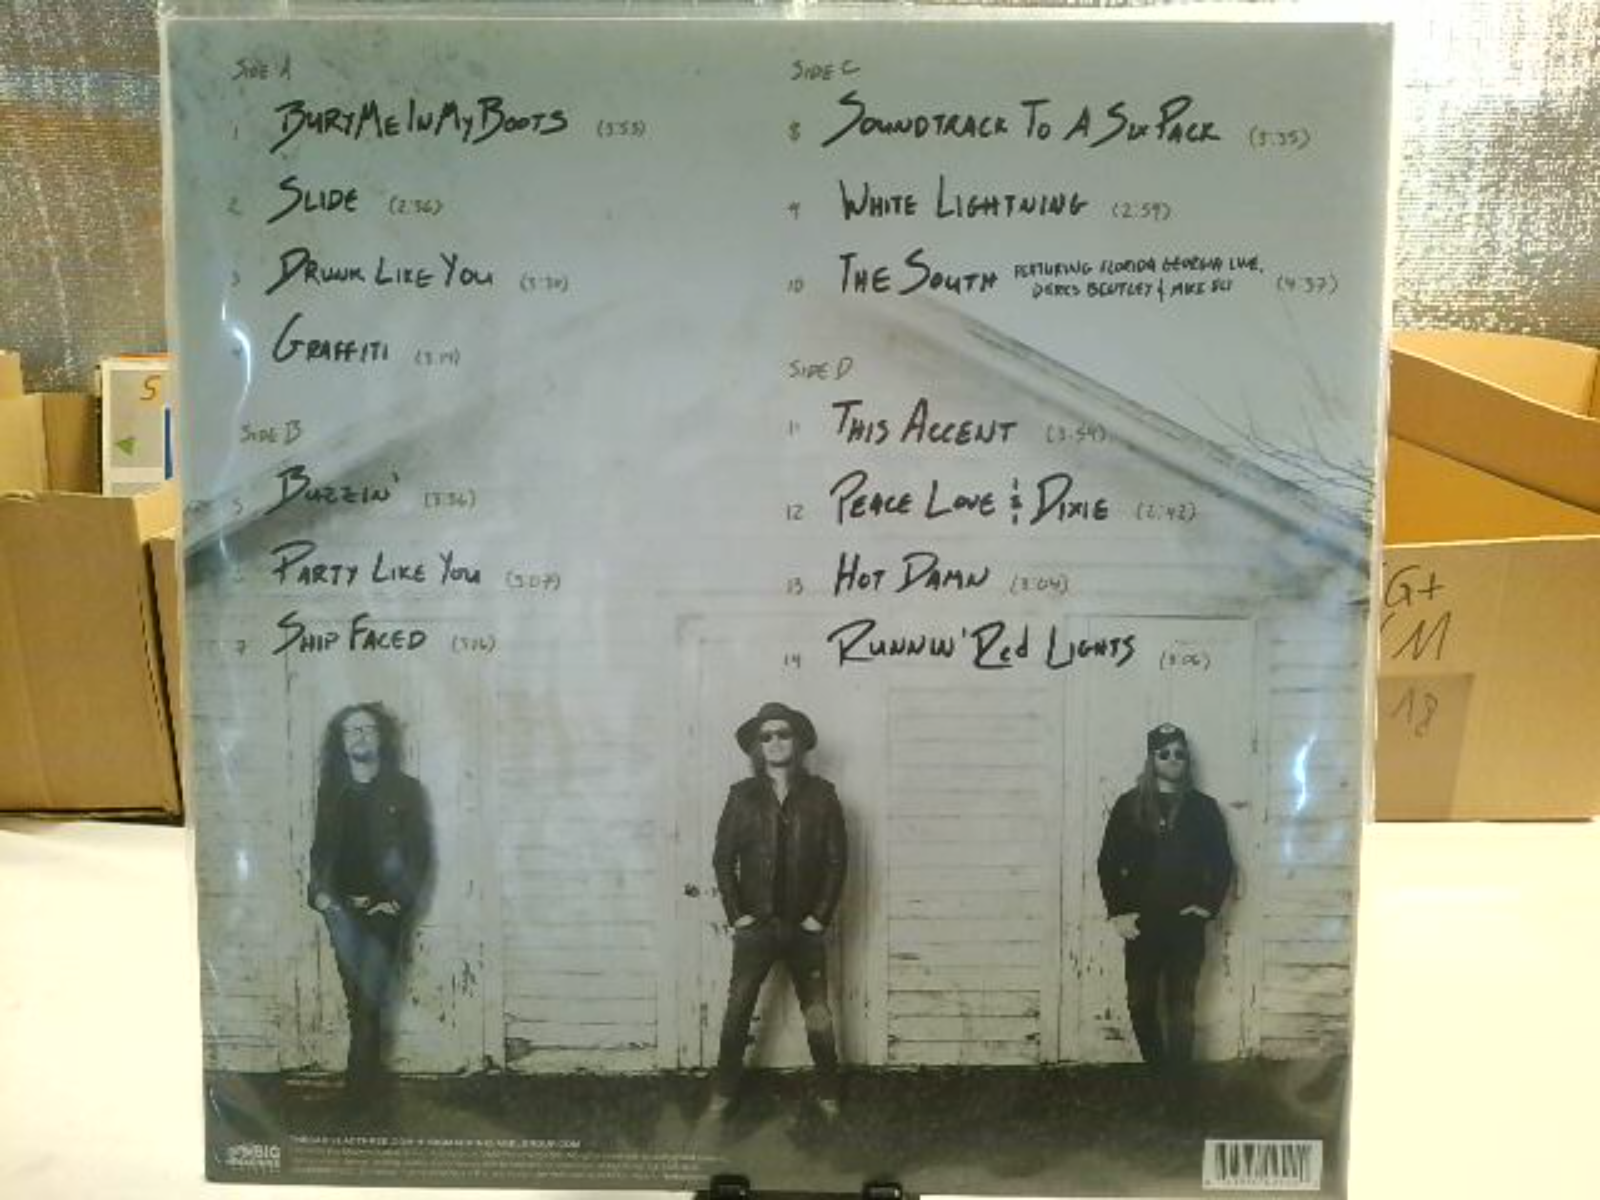 SIDE A
1 BURY ME IN MY BOOTS (3:53)
2 SLIDE (2:56)
3 DRUNK LIKE YOU (3:30)
4 GRAFFITI (3:14)
SIDE B
5 BUZZIN' (3:36)
PARTY LIKE YOU (3:07)
7 SHIP FACED (3:16)
SIDE C
8 SOUNDTRACK TO A SIX PACK (3:35)
9 WHITE LIGHTNING (2:59)
10 THE SOUTH FEATURING FLORIDA GEORGIA LINE,
DIERKS BENTLEY & MIKE ELI (4:37)
SIDE D
11 THIS ACCENT (3:54)
12 PEACE LOVE & DIXIE (2:42)
13 HOT DAMN (3:04)
14 RUNNIN' Red LIGHTS (3:06)
S
G+
M
18
BIG